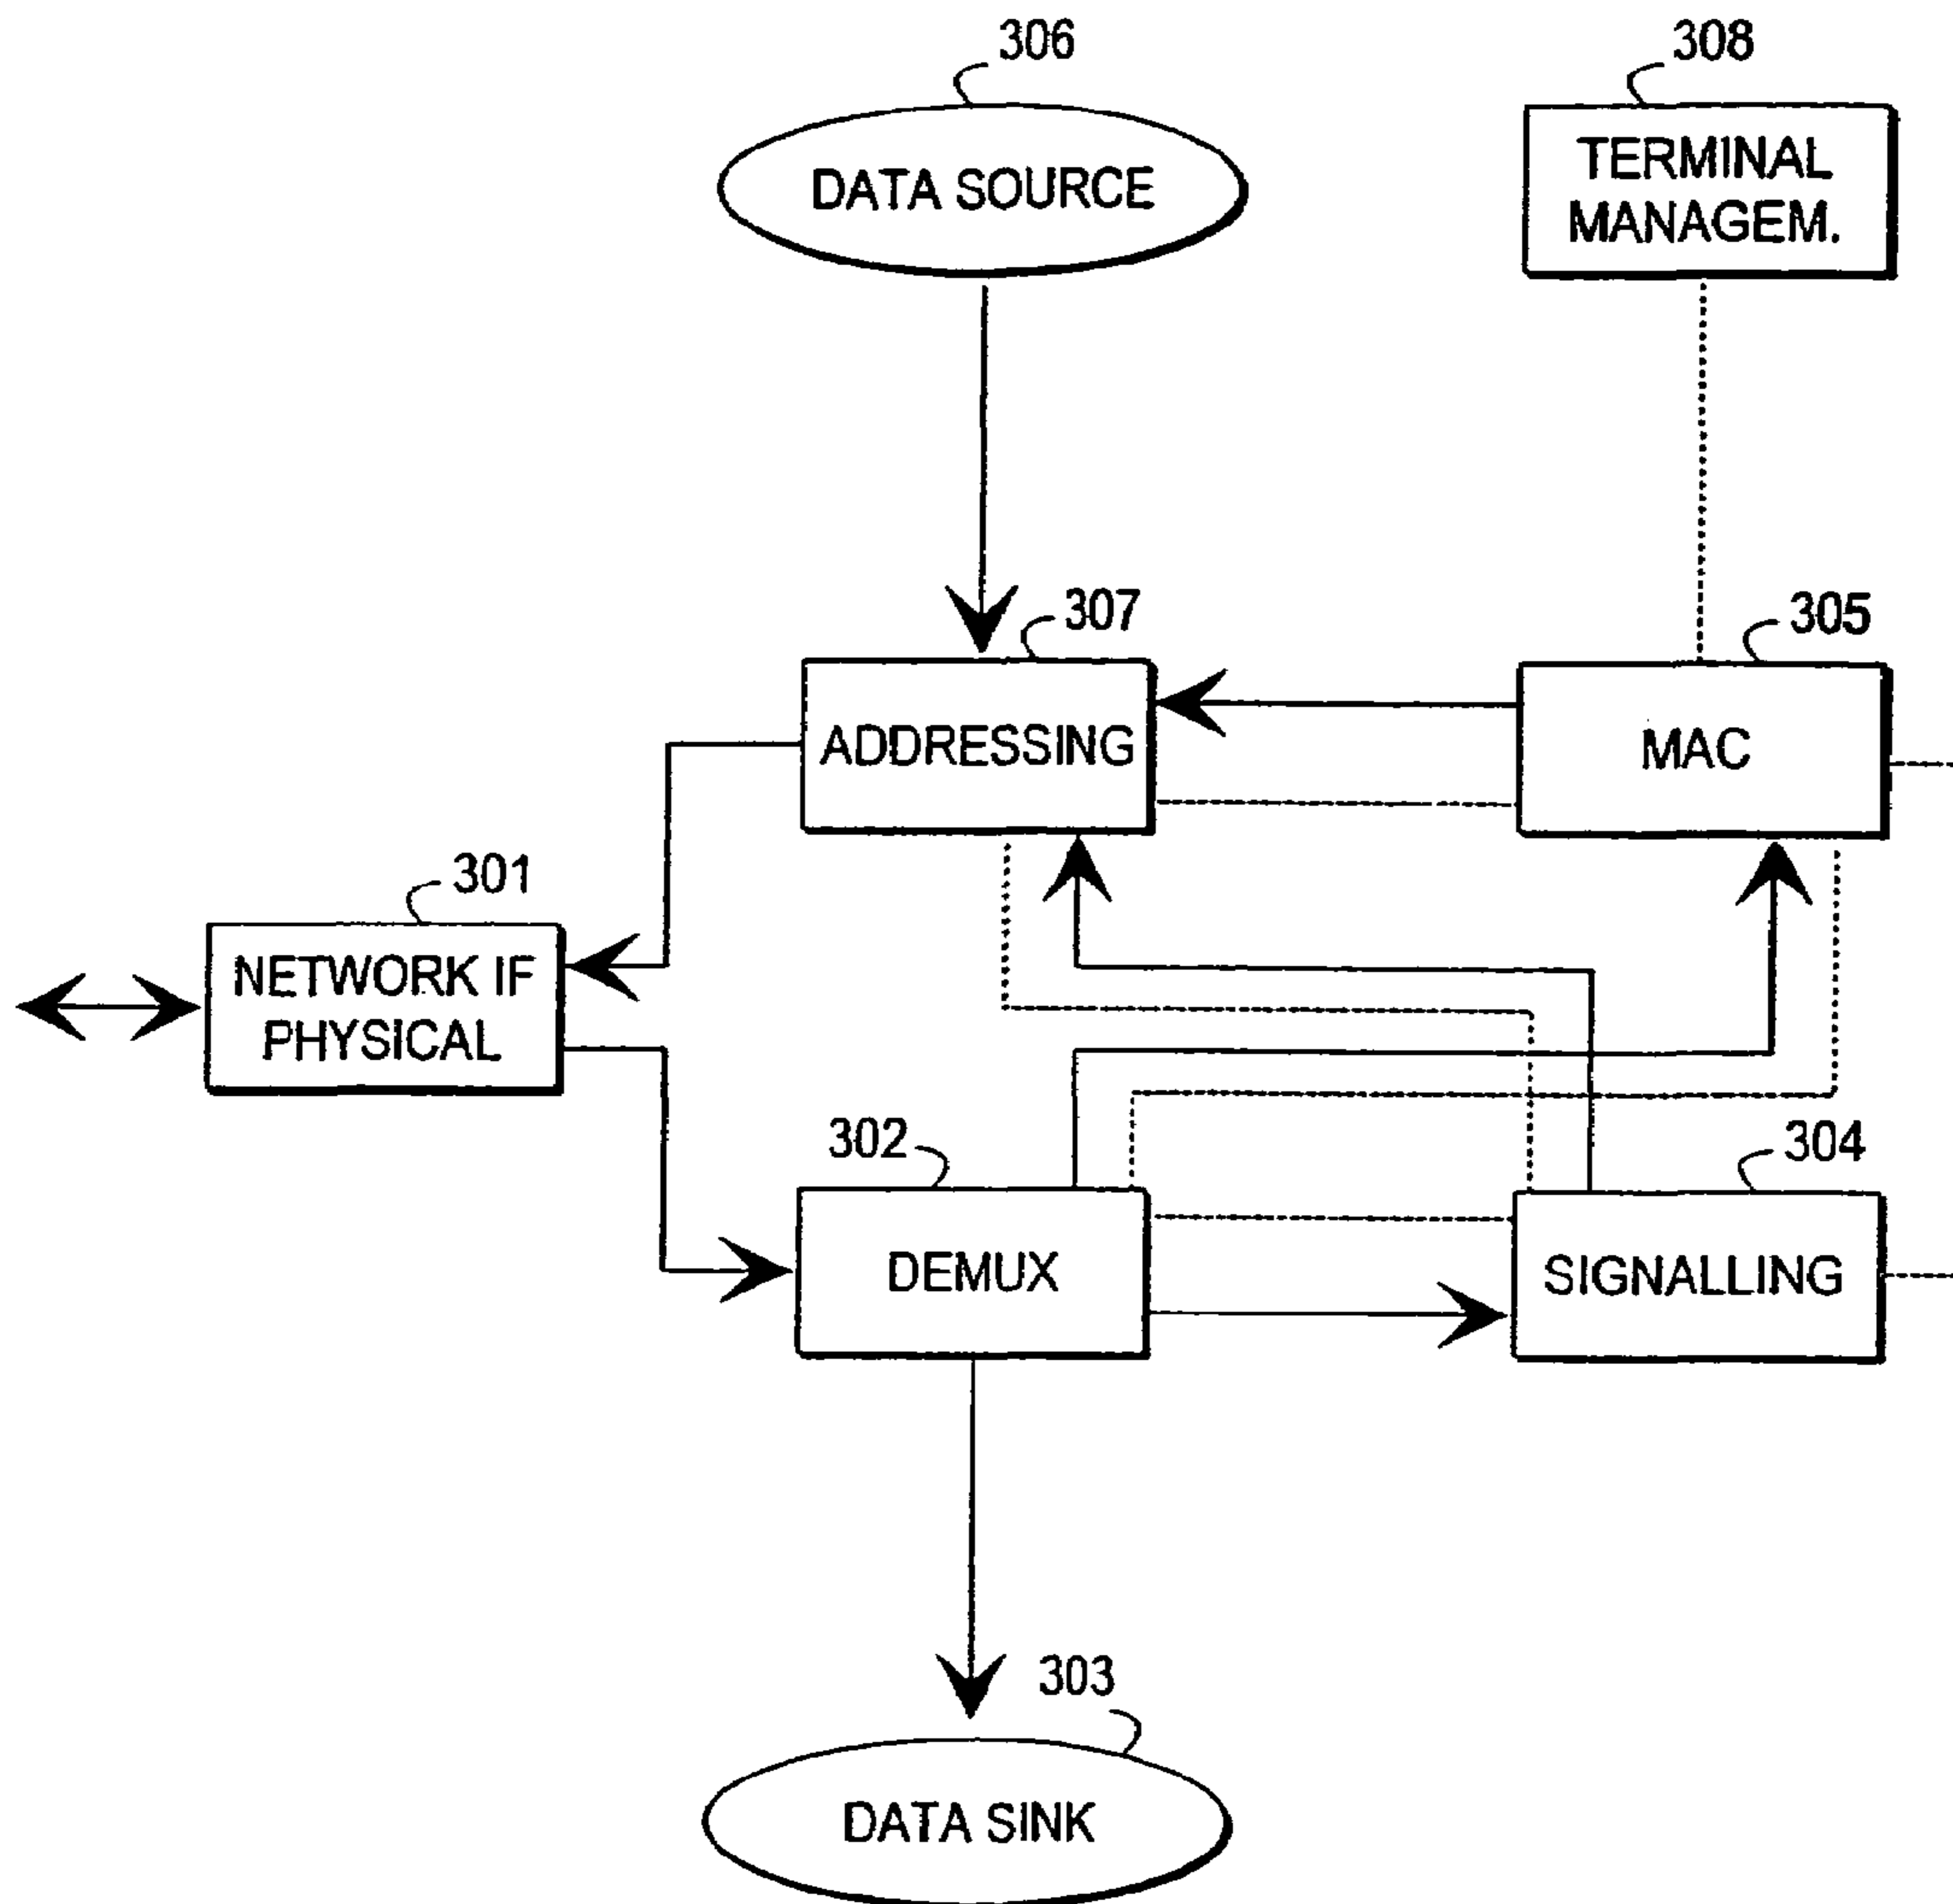 306
308
DATA SOURCE
TERMINAL
MANAGEM.
307
305
ADDRESSING
MAC
301
NETWORK IF
PHYSICAL
302
304
DEMUX
SIGNALLING
303
DATA SINK